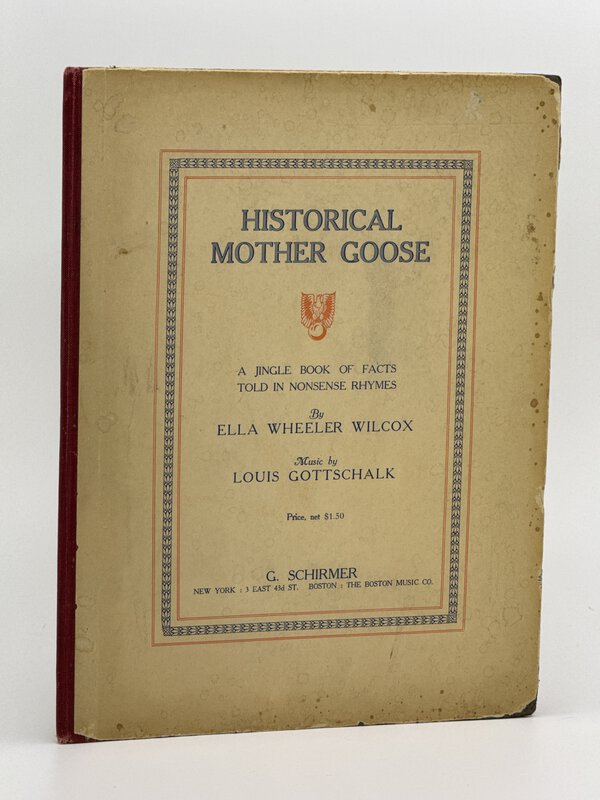 HISTORICAL
MOTHER GOOSE
A JINGLE BOOK OF FACTS
TOLD IN NONSENSE RHYMES
By
ELLA WHEELER WILCOX
Music by
LOUIS GOTTSCHALK
Price, net $1.50
G. SCHIRMER
NEW YORK : 3 EAST 43d ST. BOSTON : THE BOSTON MUSIC CO.